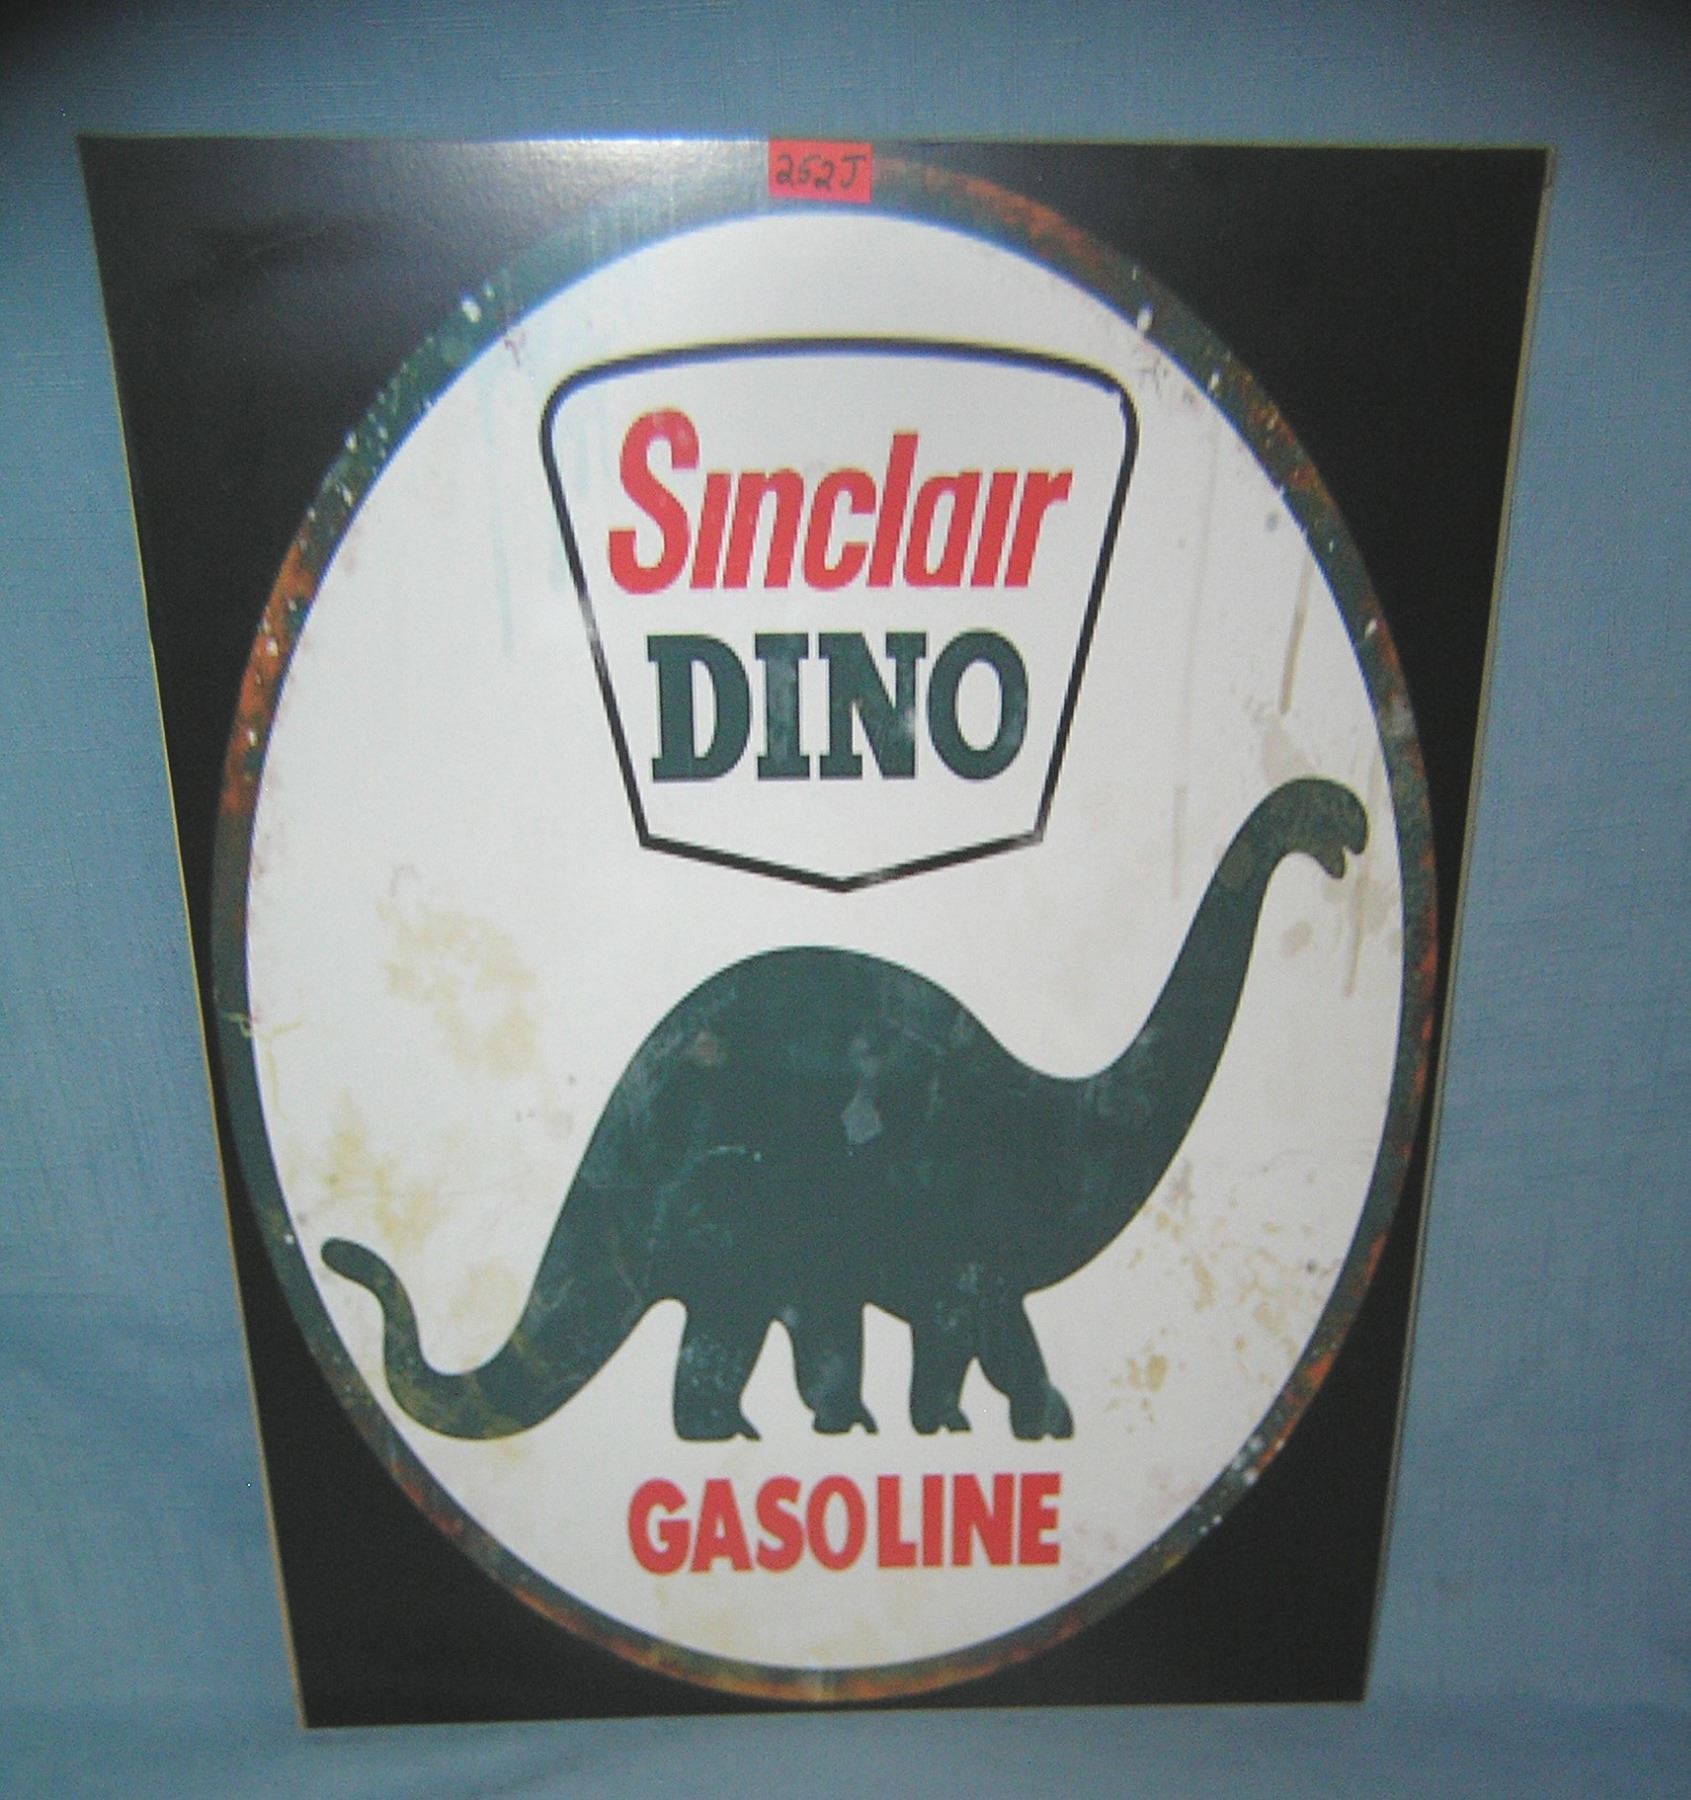 252J
Sinclair
DINO
GASOLINE